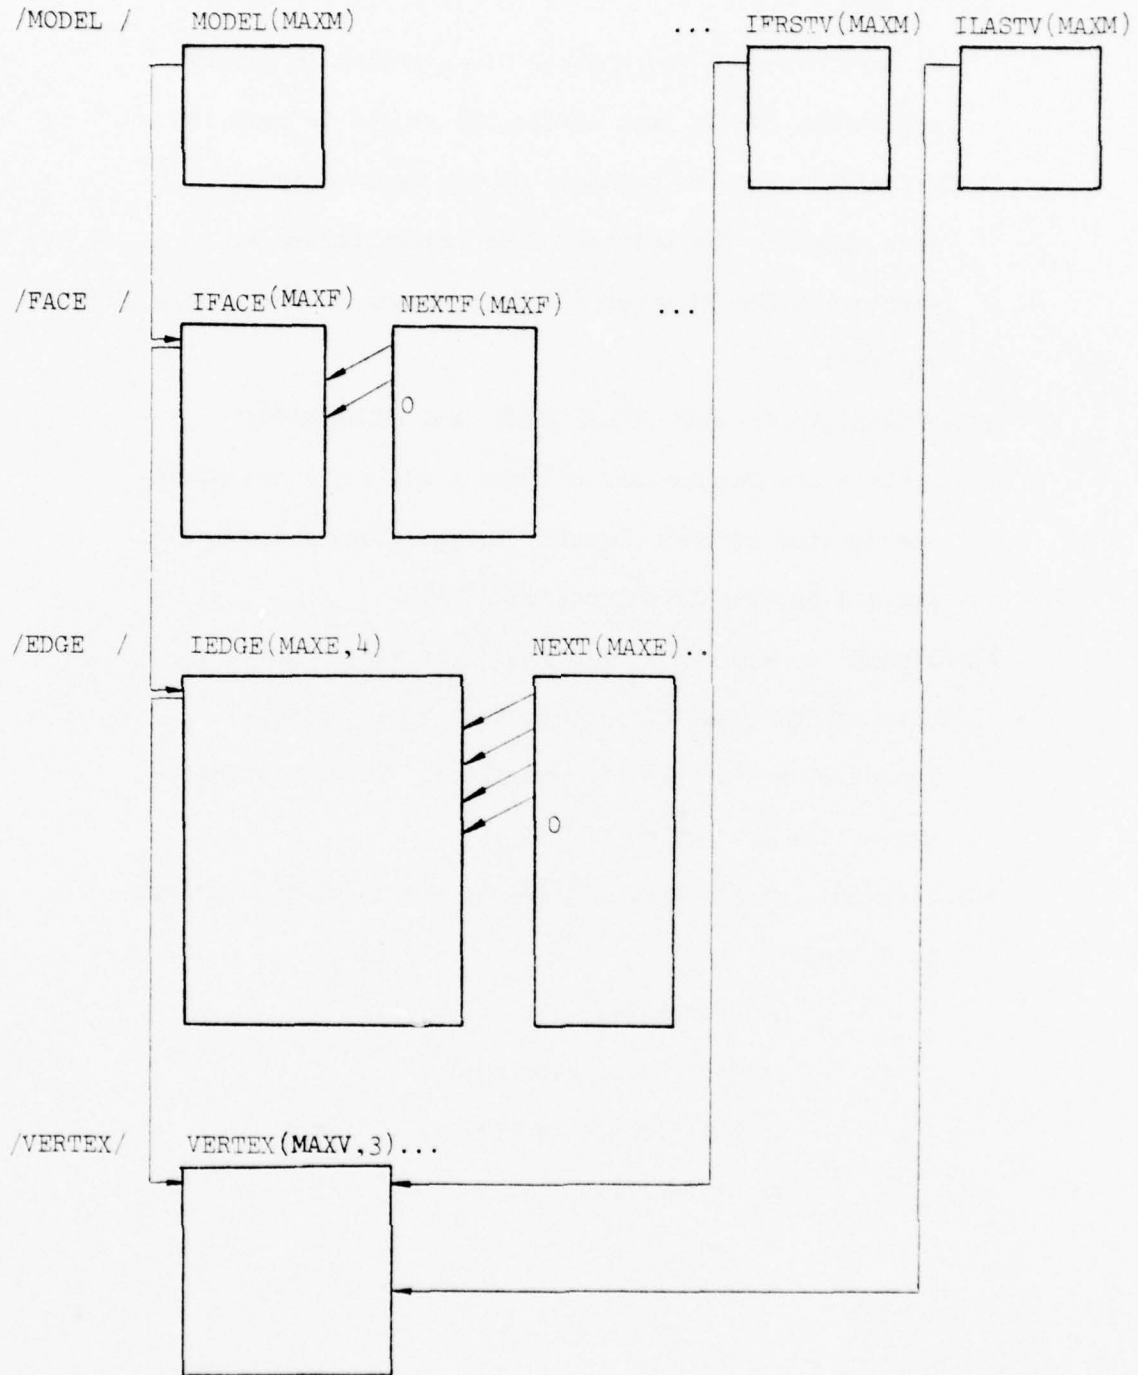 /MODEL / MODEL(MAXM) ... IFRSTV(MAXM) ILASTV(MAXM)
/FACE / IFACE(MAXF) NEXTF(MAXF) ...
0
/EDGE / IEDGE(MAXE,4) NEXT(MAXE)..
0
/VERTEX/ VERTEX(MAXV,3)...